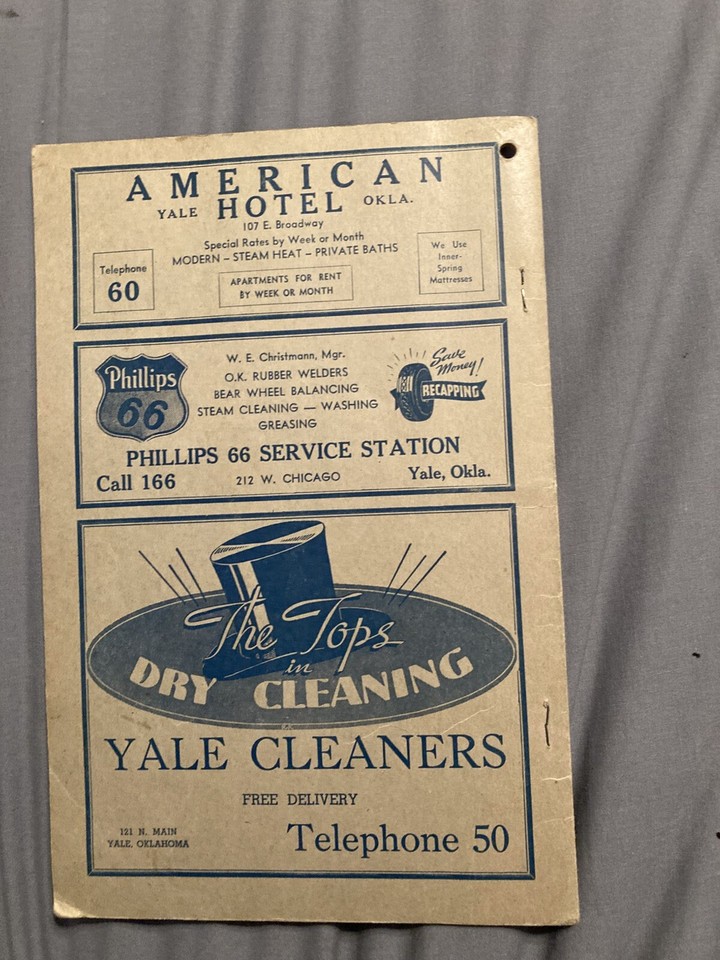 AMERICAN
YALE HOTEL OKLA.
107 E. Broadway
Special Rates by Week or Month
MODERN – STEAM HEAT – PRIVATE BATHS
Telephone
60
APARTMENTS FOR RENT
BY WEEK OR MONTH
We Use
Inner-
Spring
Mattresses
Phillips
66
W. E. Christmann, Mgr.
O.K. RUBBER WELDERS
BEAR WHEEL BALANCING
STEAM CLEANING — WASHING
GREASING
Save
Money!
RECAPPING
PHILLIPS 66 SERVICE STATION
Call 166
212 W. CHICAGO
Yale, Okla.
The Tops
in
DRY CLEANING
YALE CLEANERS
FREE DELIVERY
121 N. MAIN
YALE, OKLAHOMA
Telephone 50